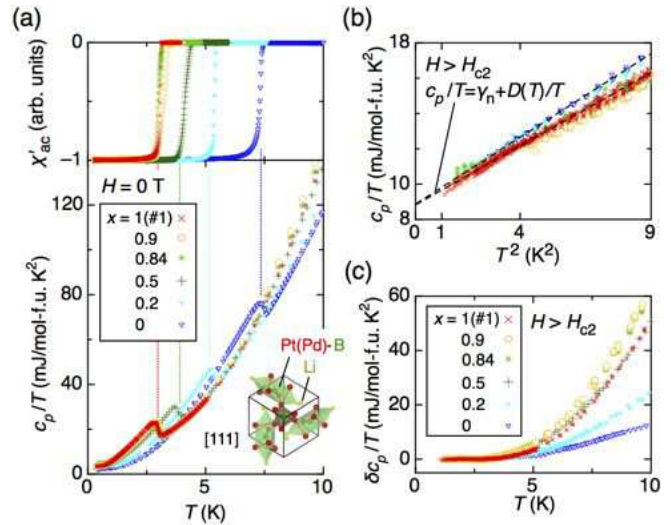 (a)
0
−1
χ′ac (arb. units)
H = 0 T
x = 1(#1)
0.9
0.84
0.5
0.2
0
120
80
40
0
cp/T (mJ/mol-f.u. K²)
Pt(Pd)-B
Li
[111]
0 5 10
T (K)
(b)
17
16
10
8
cp/T (mJ/mol-f.u. K²)
H > Hc2
cp/T=γn+D(T)/T
0 1 4 9
T² (K²)
(c)
60
40
20
0
δcp/T (mJ/mol-f.u. K²)
x = 1(#1)
0.9
0.84
0.5
0.2
0
H > Hc2
0 5 10
T (K)